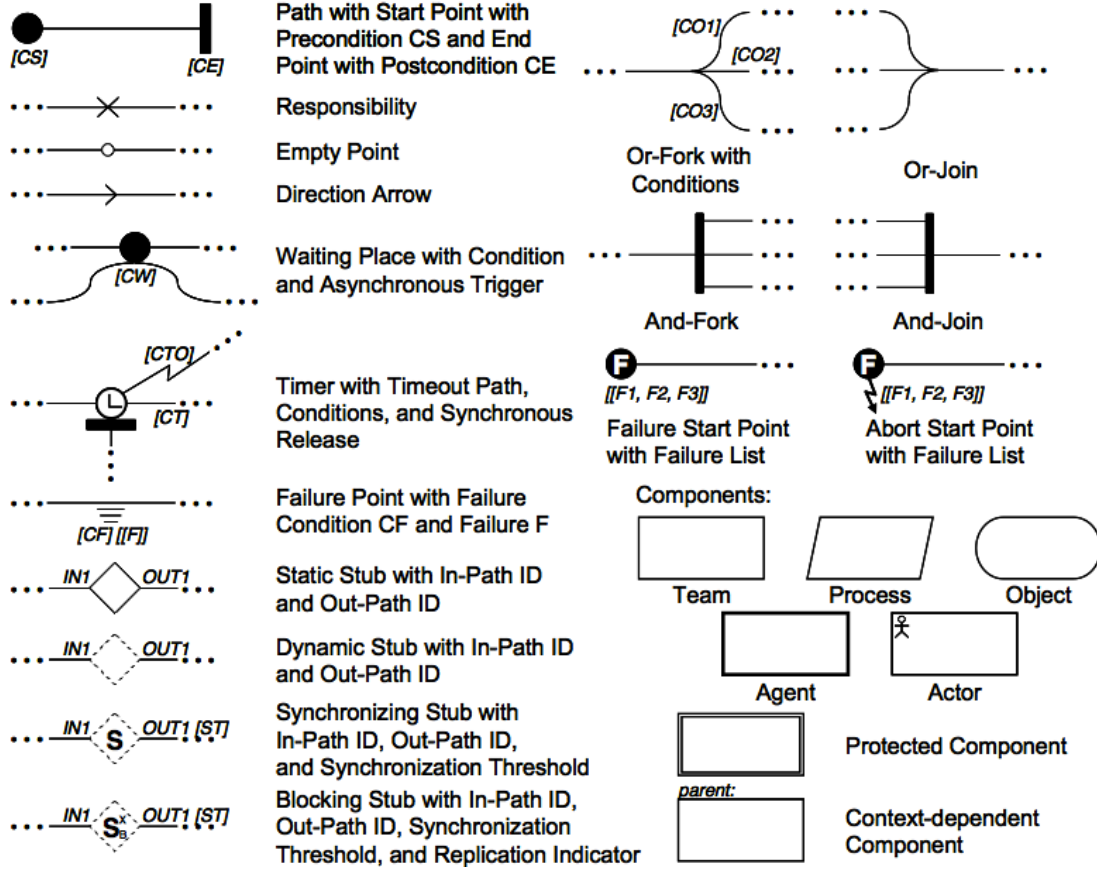 [CS]
[CE]
Path with Start Point with
Precondition CS and End
Point with Postcondition CE
Responsibility
Empty Point
Direction Arrow
[CW]
Waiting Place with Condition
and Asynchronous Trigger
[CTO]
[CT]
Timer with Timeout Path,
Conditions, and Synchronous
Release
[CF] [[F]]
Failure Point with Failure
Condition CF and Failure F
IN1 OUT1
Static Stub with In-Path ID
and Out-Path ID
IN1 OUT1
Dynamic Stub with In-Path ID
and Out-Path ID
IN1 S OUT1 [ST]
Synchronizing Stub with
In-Path ID, Out-Path ID,
and Synchronization Threshold
IN1 S X B OUT1 [ST]
Blocking Stub with In-Path ID,
Out-Path ID, Synchronization
Threshold, and Replication Indicator
[CO1]
[CO2]
[CO3]
Or-Fork with
Conditions
Or-Join
And-Fork
And-Join
F
[[F1, F2, F3]]
Failure Start Point
with Failure List
F
[[F1, F2, F3]]
Abort Start Point
with Failure List
Components:
Team
Process
Object
Agent
Actor
Protected Component
parent:
Context-dependent
Component